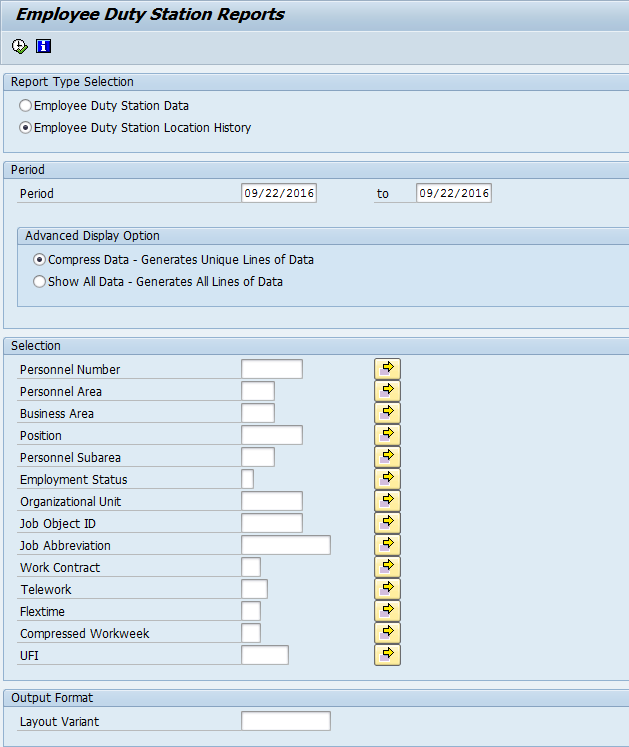 Employee Duty Station Reports
Report Type Selection
Employee Duty Station Data
Employee Duty Station Location History
Period
Period 09/22/2016 to 09/22/2016
Advanced Display Option
Compress Data - Generates Unique Lines of Data
Show All Data - Generates All Lines of Data
Selection
Personnel Number
Personnel Area
Business Area
Position
Personnel Subarea
Employment Status
Organizational Unit
Job Object ID
Job Abbreviation
Work Contract
Telework
Flextime
Compressed Workweek
UFI
Output Format
Layout Variant